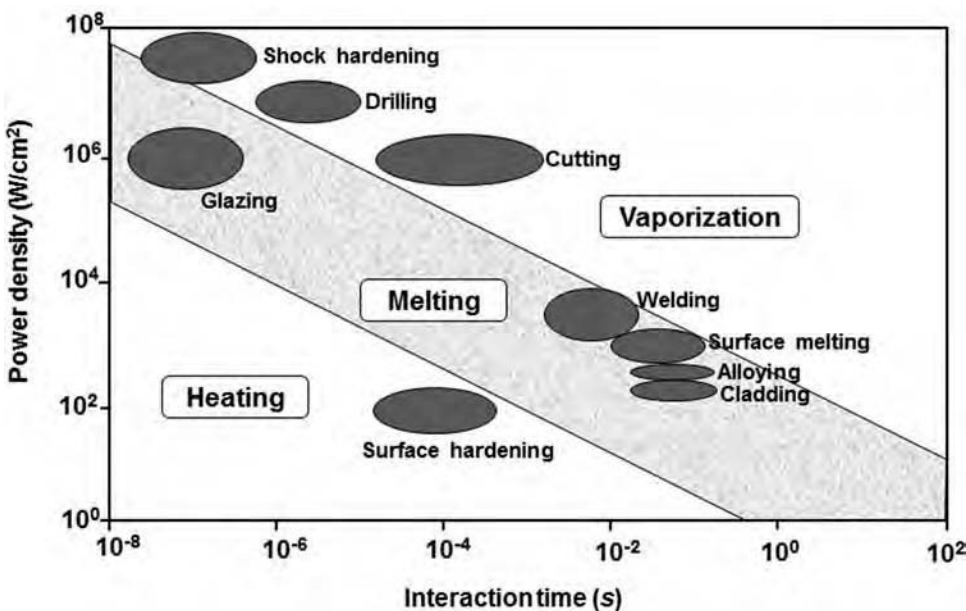 10⁸
Shock hardening
Drilling
10⁶
Cutting
Glazing
Vaporization
Power density (W/cm²)
10⁴
Melting
Welding
Surface melting
Alloying
Heating
Cladding
10²
Surface hardening
10⁰
10⁻⁸ 10⁻⁶ 10⁻⁴ 10⁻² 10⁰ 10²
Interaction time (s)